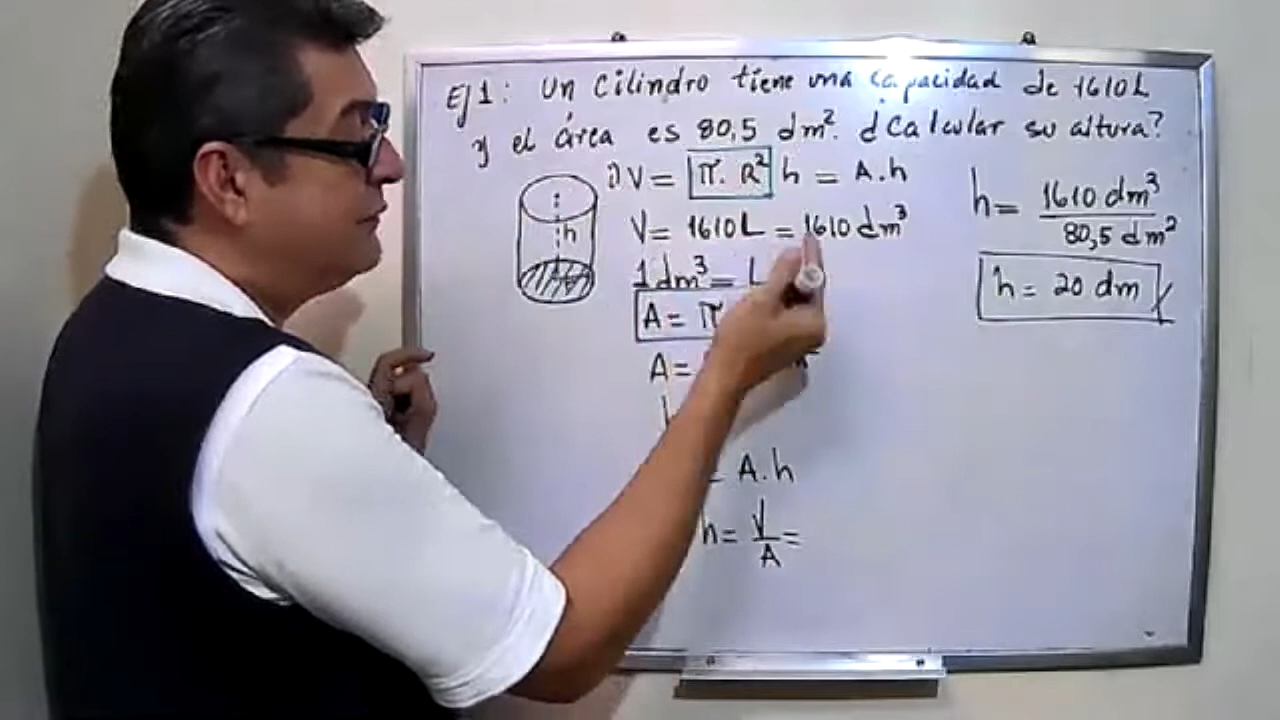 Ej 1: Un Cilindro tiene una capacidad de 1610 L
y el área es 80,5 dm². ¿Calcular su altura?
V = π.R² h = A.h
V = 1610 L = 1610 dm³
1 dm³ = L
A = π
A =
= A.h
h = V/A =
h = 1610 dm³ / 80,5 dm²
h = 20 dm
h